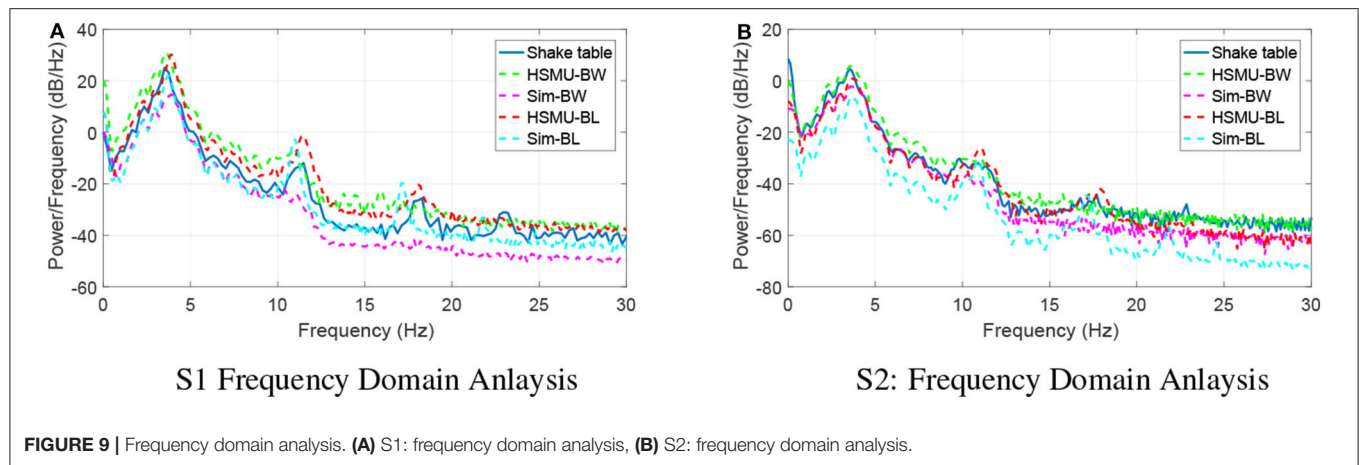 A
40
20
0
-20
-40
-60
Power/Frequency (dB/Hz)
0 5 10 15 20 25 30
Frequency (Hz)
Shake table
HSMU-BW
Sim-BW
HSMU-BL
Sim-BL
S1 Frequency Domain Anlaysis
B
20
0
-20
-40
-60
-80
Power/Frequency (dB/Hz)
0 5 10 15 20 25 30
Frequency (Hz)
Shake table
HSMU-BW
Sim-BW
HSMU-BL
Sim-BL
S2: Frequency Domain Anlaysis
FIGURE 9 | Frequency domain analysis. (A) S1: frequency domain analysis, (B) S2: frequency domain analysis.